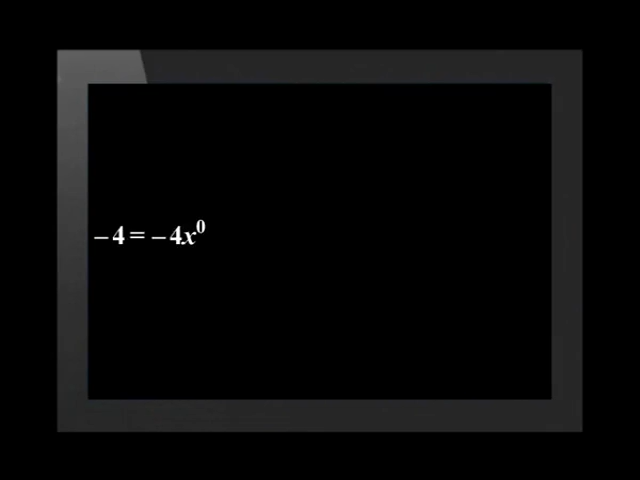 –4 = –4x⁰